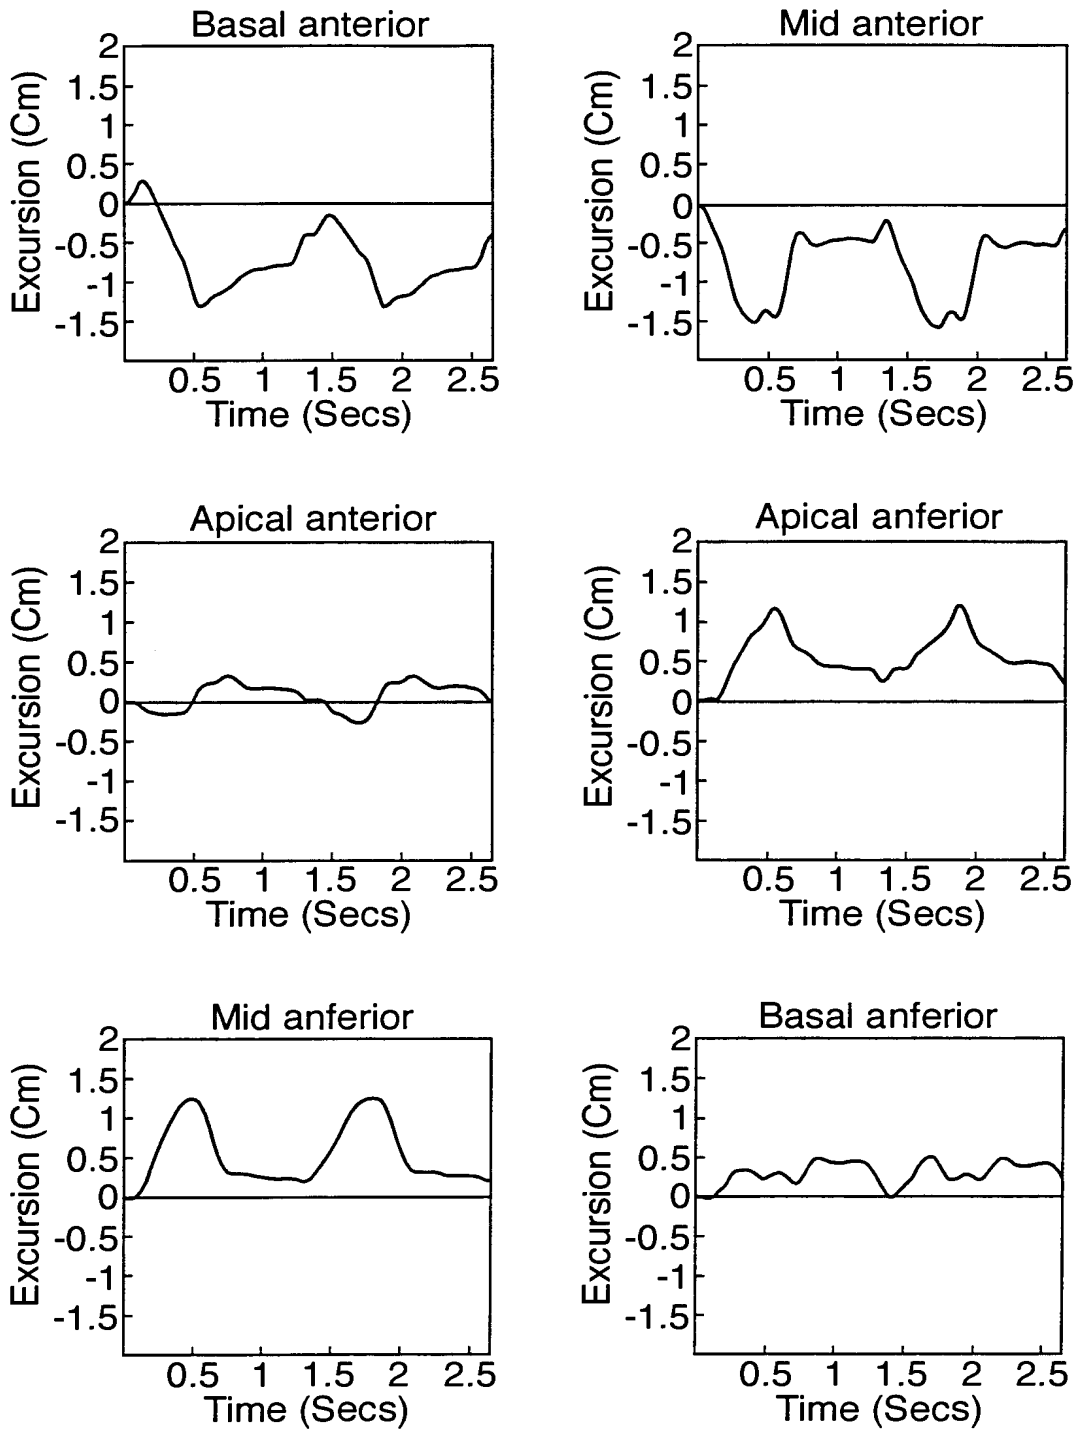 Basal anterior
2
1.5
1
0.5
0
-0.5
-1
-1.5
Excursion (Cm)
0.5 1 1.5 2 2.5
Time (Secs)
Mid anterior
2
1.5
1
0.5
0
-0.5
-1
-1.5
Excursion (Cm)
0.5 1 1.5 2 2.5
Time (Secs)
Apical anterior
2
1.5
1
0.5
0
-0.5
-1
-1.5
Excursion (Cm)
0.5 1 1.5 2 2.5
Time (Secs)
Apical anferior
2
1.5
1
0.5
0
-0.5
-1
-1.5
Excursion (Cm)
0.5 1 1.5 2 2.5
Time (Secs)
Mid anferior
2
1.5
1
0.5
0
-0.5
-1
-1.5
Excursion (Cm)
0.5 1 1.5 2 2.5
Time (Secs)
Basal anferior
2
1.5
1
0.5
0
-0.5
-1
-1.5
Excursion (Cm)
0.5 1 1.5 2 2.5
Time (Secs)